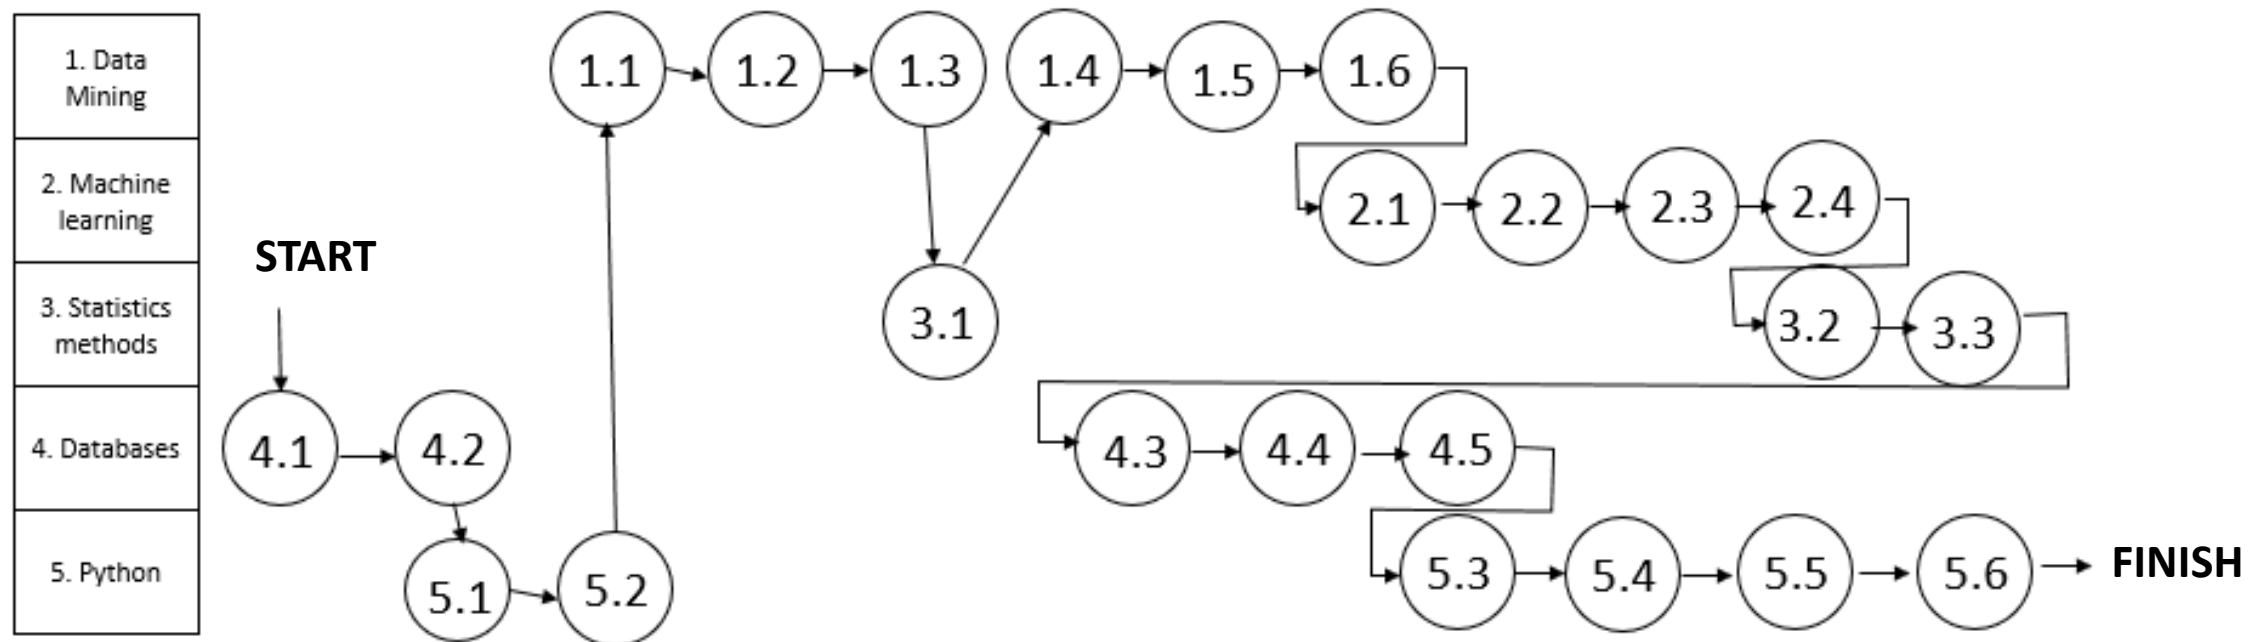 1. Data
Mining
1.1
1.2
1.3
1.4
1.5
1.6
2. Machine
learning
2.1
2.2
2.3
2.4
START
3. Statistics
methods
3.1
3.2
3.3
4. Databases
4.1
4.2
4.3
4.4
4.5
5. Python
5.1
5.2
5.3
5.4
5.5
5.6
FINISH